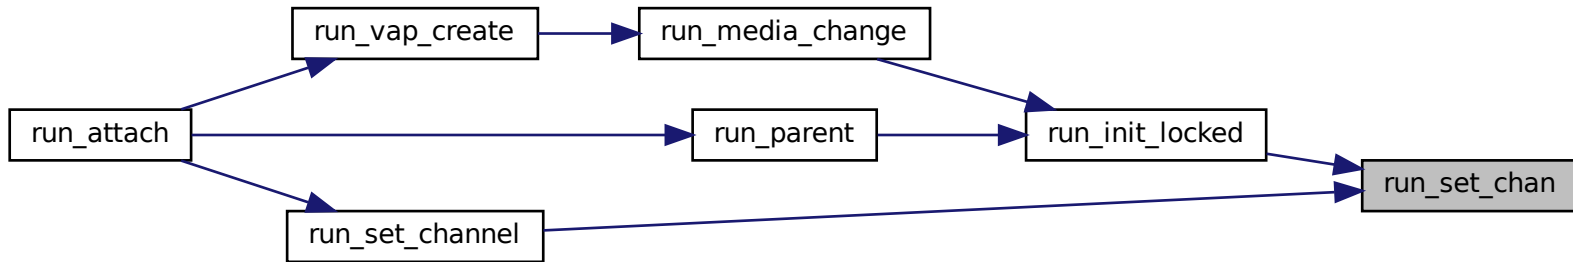 run_vap_create
run_media_change
run_attach
run_parent
run_init_locked
run_set_chan
run_set_channel